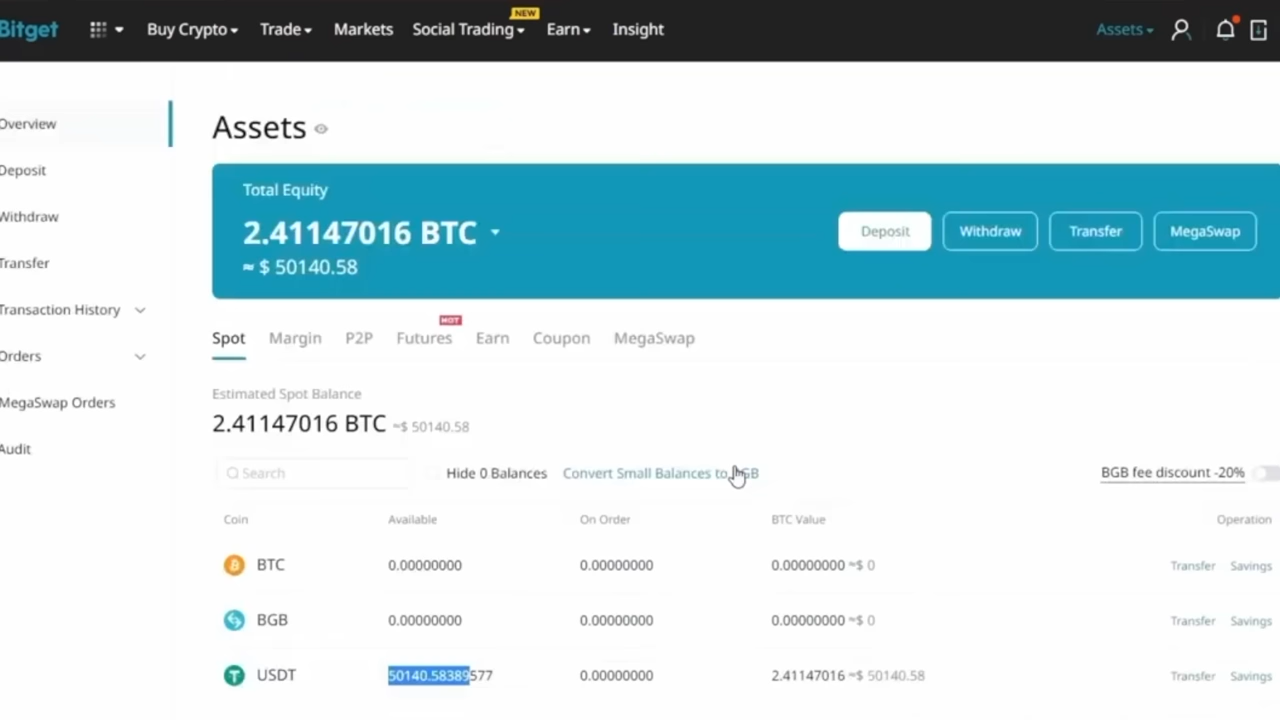 Bitget Buy Crypto Trade Markets Social Trading NEW Earn Insight Assets
Overview
Deposit
Withdraw
Transfer
Transaction History
Orders
MegaSwap Orders
Audit
Assets
Total Equity
2.41147016 BTC
≈ $ 50140.58
Deposit Withdraw Transfer MegaSwap
Spot Margin P2P Futures HOT Earn Coupon MegaSwap
Estimated Spot Balance
2.41147016 BTC ≈$ 50140.58
Search Hide 0 Balances Convert Small Balances to BGB BGB fee discount -20%
Coin Available On Order BTC Value Operation
BTC 0.00000000 0.00000000 0.00000000 ≈$ 0 Transfer Savings
BGB 0.00000000 0.00000000 0.00000000 ≈$ 0 Transfer Savings
USDT 50140.58389577 0.00000000 2.41147016 ≈$ 50140.58 Transfer Savings